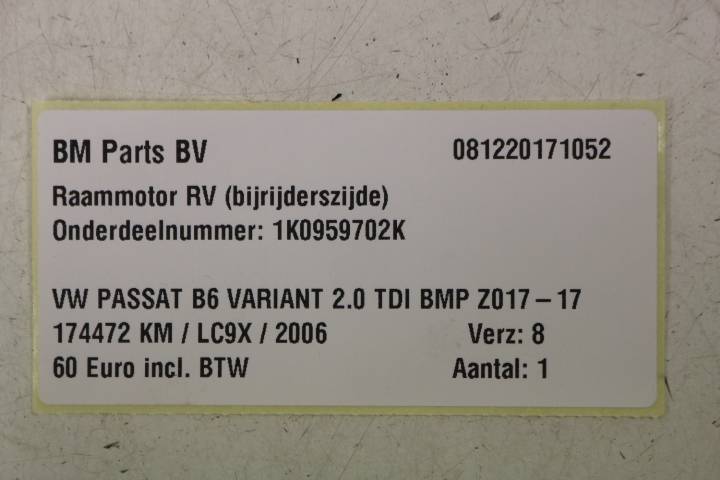 BM Parts BV 081220171052
Raammotor RV (bijrijderszijde)
Onderdeelnummer: 1K0959702K
VW PASSAT B6 VARIANT 2.0 TDI BMP Z017-17
174472 KM / LC9X / 2006 Verz: 8
60 Euro incl. BTW Aantal: 1